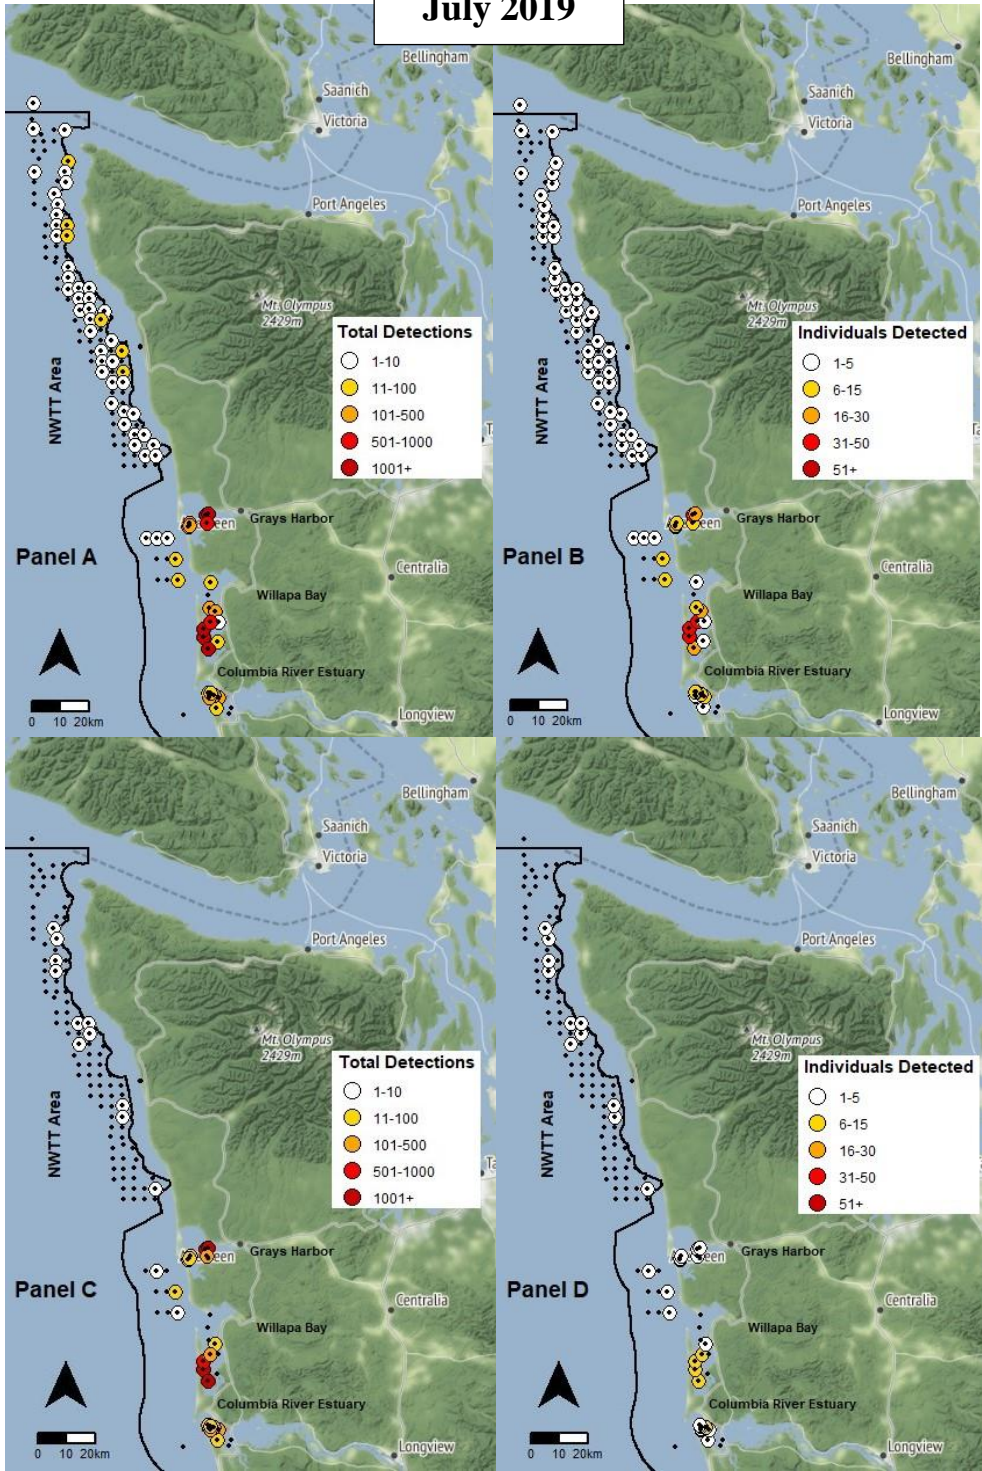 July 2019
Bellingham
Saanich
Victoria
Port Angeles
Mt. Olympus
2429m
Total Detections
1-10
11-100
101-500
501-1000
1001+
NWTT Area
Grays Harbor
Panel A
Centralia
Willapa Bay
Columbia River Estuary
0 10 20km
Longview
Bellingham
Saanich
Victoria
Port Angeles
Mt. Olympus
2429m
Individuals Detected
1-5
6-15
16-30
31-50
51+
NWTT Area
Grays Harbor
Panel B
Centralia
Willapa Bay
Columbia River Estuary
0 10 20km
Longview
Bellingham
Saanich
Victoria
Port Angeles
Mt. Olympus
2429m
Total Detections
1-10
11-100
101-500
501-1000
1001+
NWTT Area
Grays Harbor
Panel C
Centralia
Willapa Bay
Columbia River Estuary
0 10 20km
Longview
Bellingham
Saanich
Victoria
Port Angeles
Mt. Olympus
2429m
Individuals Detected
1-5
6-15
16-30
31-50
51+
NWTT Area
Grays Harbor
Panel D
Centralia
Willapa Bay
Columbia River Estuary
0 10 20km
Longview